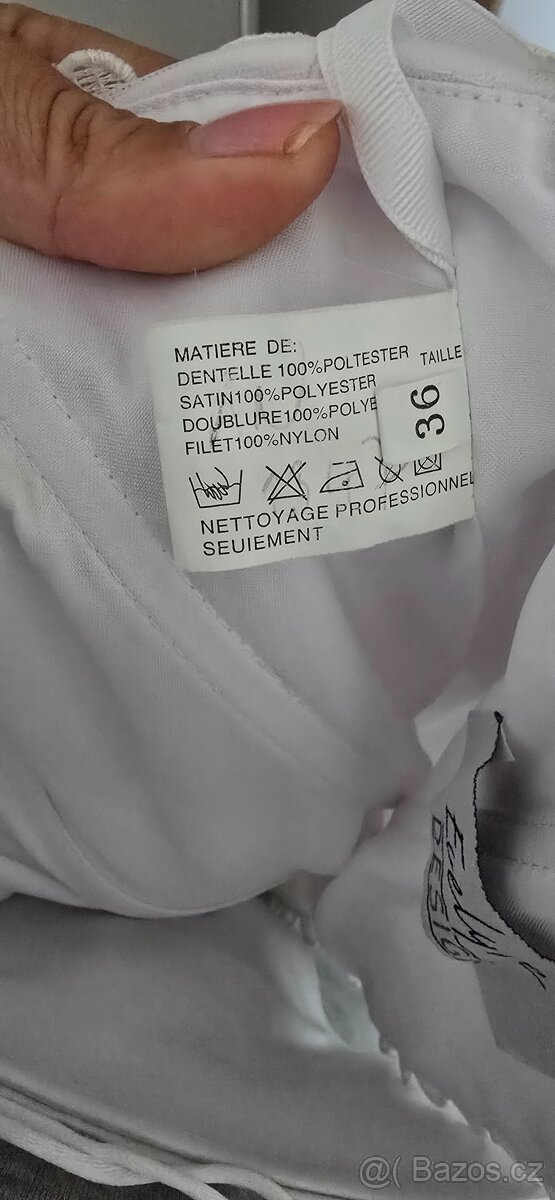 MATIERE DE:
DENTELLE 100%POLTESTER TAILLE
SATIN100%POLYESTER
DOUBLURE100%POLYE
36
FILET100%NYLON
NETTOYAGE PROFESSIONNEL
SEUIEMENT
@( Bazos.cz